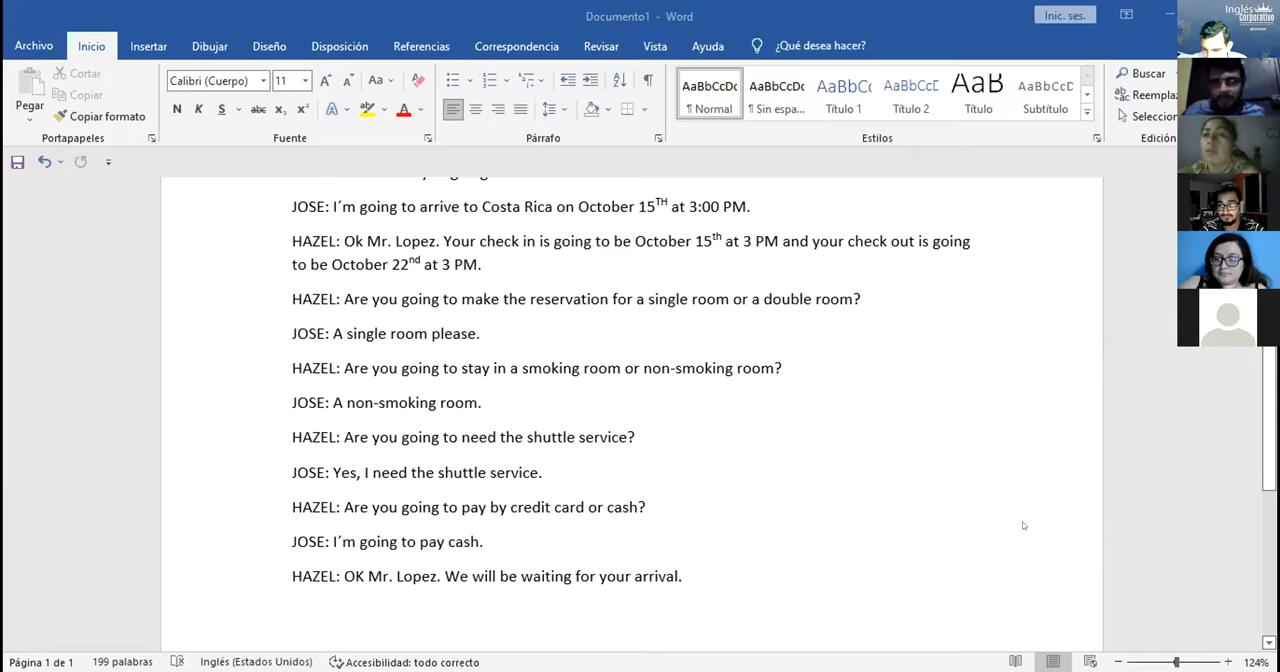 Documento1 - Word
Inic. ses.
Inglés
Corporativo
Archivo Inicio Insertar Dibujar Diseño Disposición Referencias Correspondencia Revisar Vista Ayuda ¿Qué desea hacer?
Pegar
Cortar
Copiar
Copiar formato
Portapapeles
Calibri (Cuerpo) 11
Fuente
Párrafo
AaBbCcDc AaBbCcDc AaBbCc AaBbCcD AaB AaBbCcD
¶ Normal ¶ Sin espa... Título 1 Título 2 Título Subtítulo
Estilos
Buscar
Reempla
Seleccion
Edición
JOSE: I´m going to arrive to Costa Rica on October 15TH at 3:00 PM.
HAZEL: Ok Mr. Lopez. Your check in is going to be October 15th at 3 PM and your check out is going
to be October 22nd at 3 PM.
HAZEL: Are you going to make the reservation for a single room or a double room?
JOSE: A single room please.
HAZEL: Are you going to stay in a smoking room or non-smoking room?
JOSE: A non-smoking room.
HAZEL: Are you going to need the shuttle service?
JOSE: Yes, I need the shuttle service.
HAZEL: Are you going to pay by credit card or cash?
JOSE: I´m going to pay cash.
HAZEL: OK Mr. Lopez. We will be waiting for your arrival.
Página 1 de 1 199 palabras Inglés (Estados Unidos) Accesibilidad: todo correcto 124%